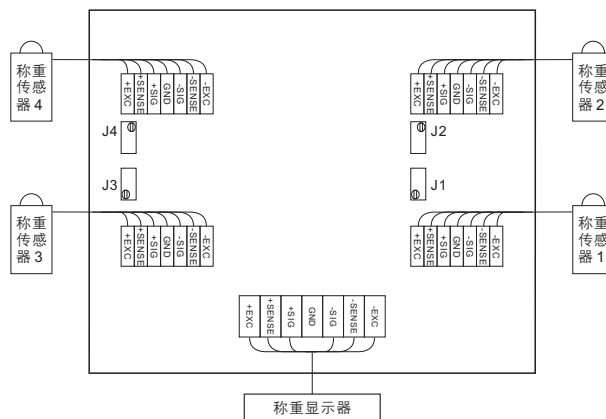 称重
传感
器 4
+EXC
+SENSE
+SIG
GND
-SIG
-SENSE
-EXC
J4
J3
称重
传感
器 3
+EXC
+SENSE
+SIG
GND
-SIG
-SENSE
-EXC
+EXC
+SENSE
+SIG
GND
-SIG
-SENSE
-EXC
称重
传感
器 2
J2
J1
+EXC
+SENSE
+SIG
GND
-SIG
-SENSE
-EXC
称重
传感
器 1
+EXC
+SENSE
+SIG
GND
-SIG
-SENSE
-EXC
称重显示器